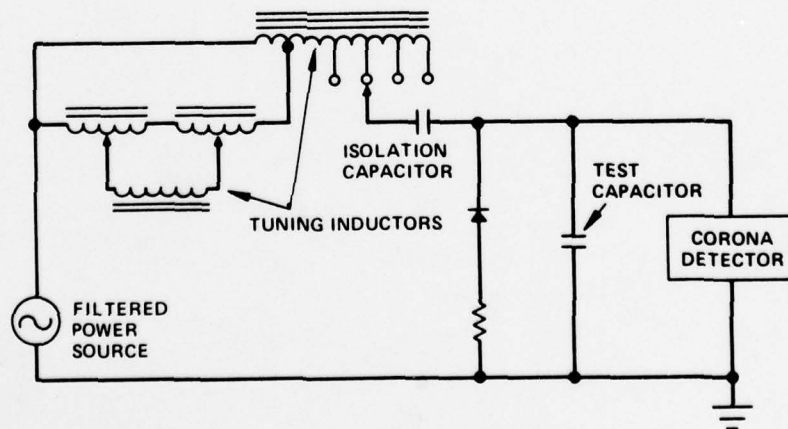 ISOLATION
CAPACITOR
TEST
CAPACITOR
TUNING INDUCTORS
CORONA
DETECTOR
FILTERED
POWER
SOURCE